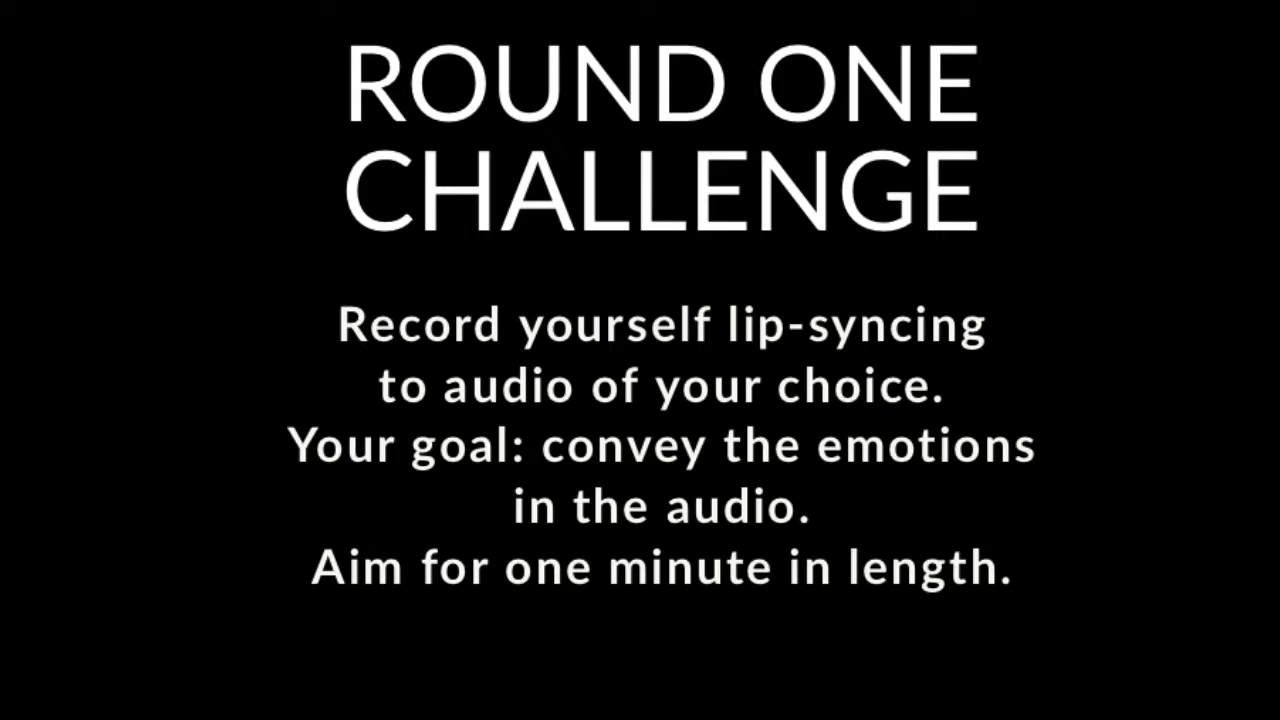 ROUND ONE
CHALLENGE
Record yourself lip-syncing
to audio of your choice.
Your goal: convey the emotions
in the audio.
Aim for one minute in length.